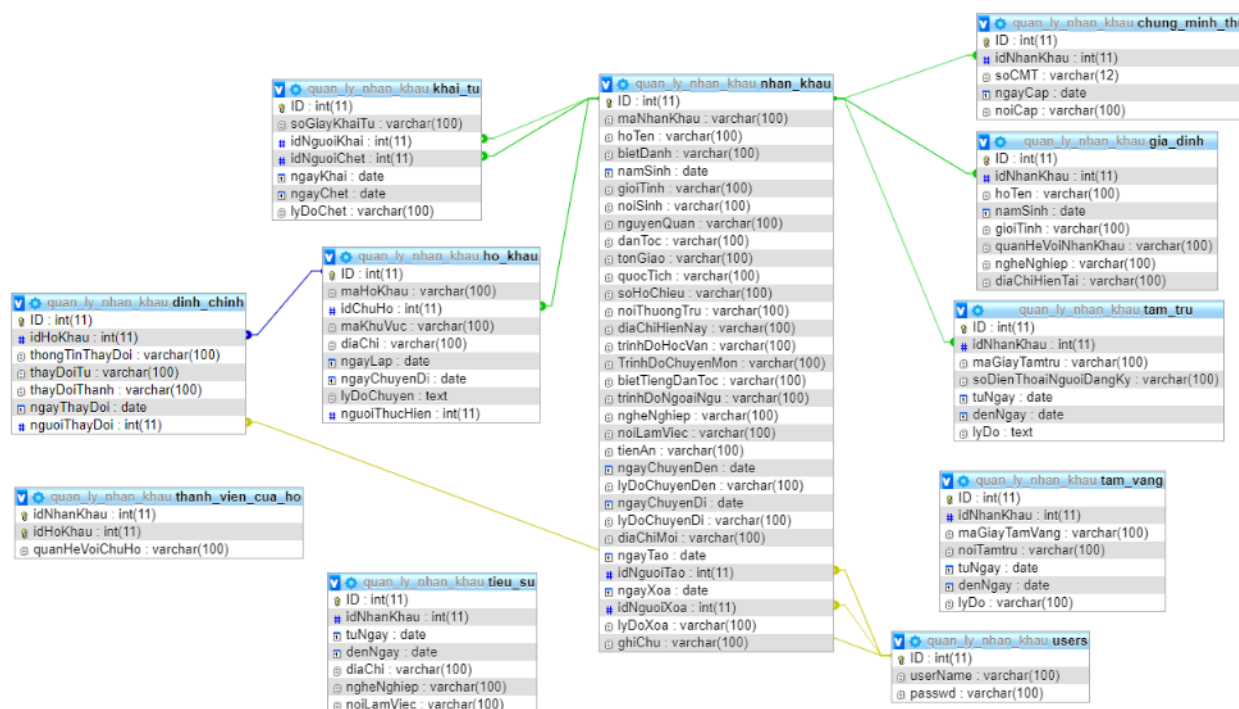 quan_ly_nhan_khau khai_tu
ID : int(11)
soGiayKhaiTu : varchar(100)
idNguoiKhai : int(11)
idNguoiChet : int(11)
ngayKhai : date
ngayChet : date
lyDoChet : varchar(100)
quan_ly_nhan_khau ho_khau
ID : int(11)
maHoKhau : varchar(100)
idChuHo : int(11)
maKhuVuc : varchar(100)
diaChi : varchar(100)
ngayLap : date
ngayChuyenDi : date
lyDoChuyen : text
nguoiThucHien : int(11)
quan_ly_nhan_khau dinh_chinh
ID : int(11)
idHoKhau : int(11)
thongTinThayDoi : varchar(100)
thayDoiTu : varchar(100)
thayDoiThanh : varchar(100)
ngayThayDoi : date
nguoiThayDoi : int(11)
quan_ly_nhan_khau thanh_vien_cua_ho
idNhanKhau : int(11)
idHoKhau : int(11)
quanHeVoiChuHo : varchar(100)
quan_ly_nhan_khau tieu_su
ID : int(11)
idNhanKhau : int(11)
tuNgay : date
denNgay : date
diaChi : varchar(100)
ngheNghiep : varchar(100)
noiLamViec : varchar(100)
quan_ly_nhan_khau nhan_khau
ID : int(11)
maNhanKhau : varchar(100)
hoTen : varchar(100)
bietDanh : varchar(100)
namSinh : date
gioiTinh : varchar(100)
noiSinh : varchar(100)
nguyenQuan : varchar(100)
danToc : varchar(100)
tonGiao : varchar(100)
quocTich : varchar(100)
soHoChieu : varchar(100)
noiThuongTru : varchar(100)
diaChiHienNay : varchar(100)
trinhDoHocVan : varchar(100)
TrinhDoChuyenMon : varchar(100)
bietTiengDanToc : varchar(100)
trinhDoNgoaiNgu : varchar(100)
ngheNghiep : varchar(100)
noiLamViec : varchar(100)
tienAn : varchar(100)
ngayChuyenDen : date
lyDoChuyenDen : varchar(100)
ngayChuyenDi : date
lyDoChuyenDi : varchar(100)
diaChiMoi : varchar(100)
ngayTao : date
idNguoiTao : int(11)
ngayXoa : date
idNguoiXoa : int(11)
lyDoXoa : varchar(100)
ghiChu : varchar(100)
quan_ly_nhan_khau chung_minh_thu
ID : int(11)
idNhanKhau : int(11)
soCMT : varchar(12)
ngayCap : date
noiCap : varchar(100)
quan_ly_nhan_khau gia_dinh
ID : int(11)
idNhanKhau : int(11)
hoTen : varchar(100)
namSinh : date
gioiTinh : varchar(100)
quanHeVoiNhanKhau : varchar(100)
ngheNghiep : varchar(100)
diaChiHienTai : varchar(100)
quan_ly_nhan_khau tam_tru
ID : int(11)
idNhanKhau : int(11)
maGiayTamtru : varchar(100)
soDienThoaiNguoiDangKy : varchar(100)
tuNgay : date
denNgay : date
lyDo : text
quan_ly_nhan_khau tam_vang
ID : int(11)
idNhanKhau : int(11)
maGiayTamVang : varchar(100)
noiTamtru : varchar(100)
tuNgay : date
denNgay : date
lyDo : varchar(100)
quan_ly_nhan_khau users
ID : int(11)
userName : varchar(100)
passwd : varchar(100)